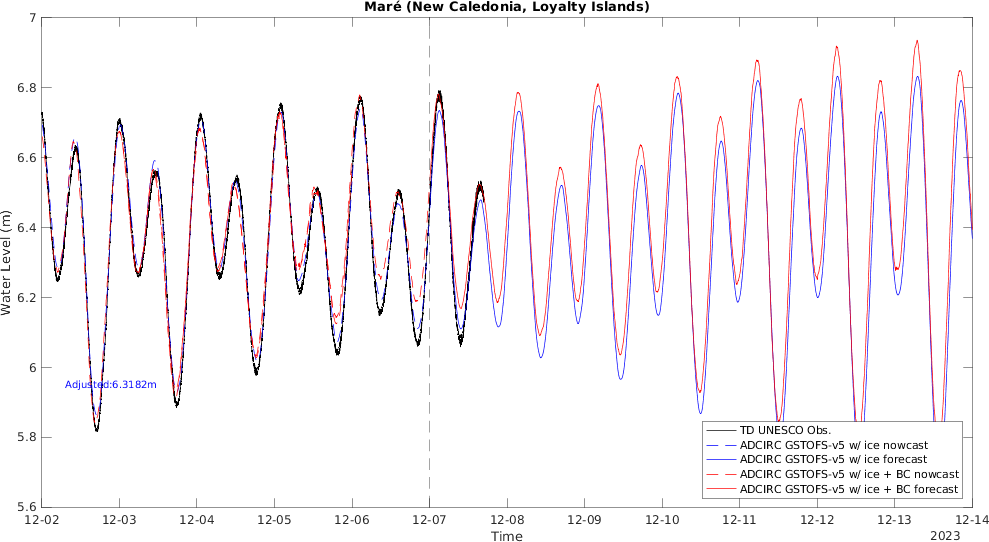 Maré (New Caledonia, Loyalty Islands)
7
6.8
6.6
6.4
6.2
6
5.8
5.6
Water Level (m)
Adjusted:6.3182m
TD UNESCO Obs.
ADCIRC GSTOFS-v5 w/ ice nowcast
ADCIRC GSTOFS-v5 w/ ice forecast
ADCIRC GSTOFS-v5 w/ ice + BC nowcast
ADCIRC GSTOFS-v5 w/ ice + BC forecast
12-02 12-03 12-04 12-05 12-06 12-07 12-08 12-09 12-10 12-11 12-12 12-13 12-14
Time
2023